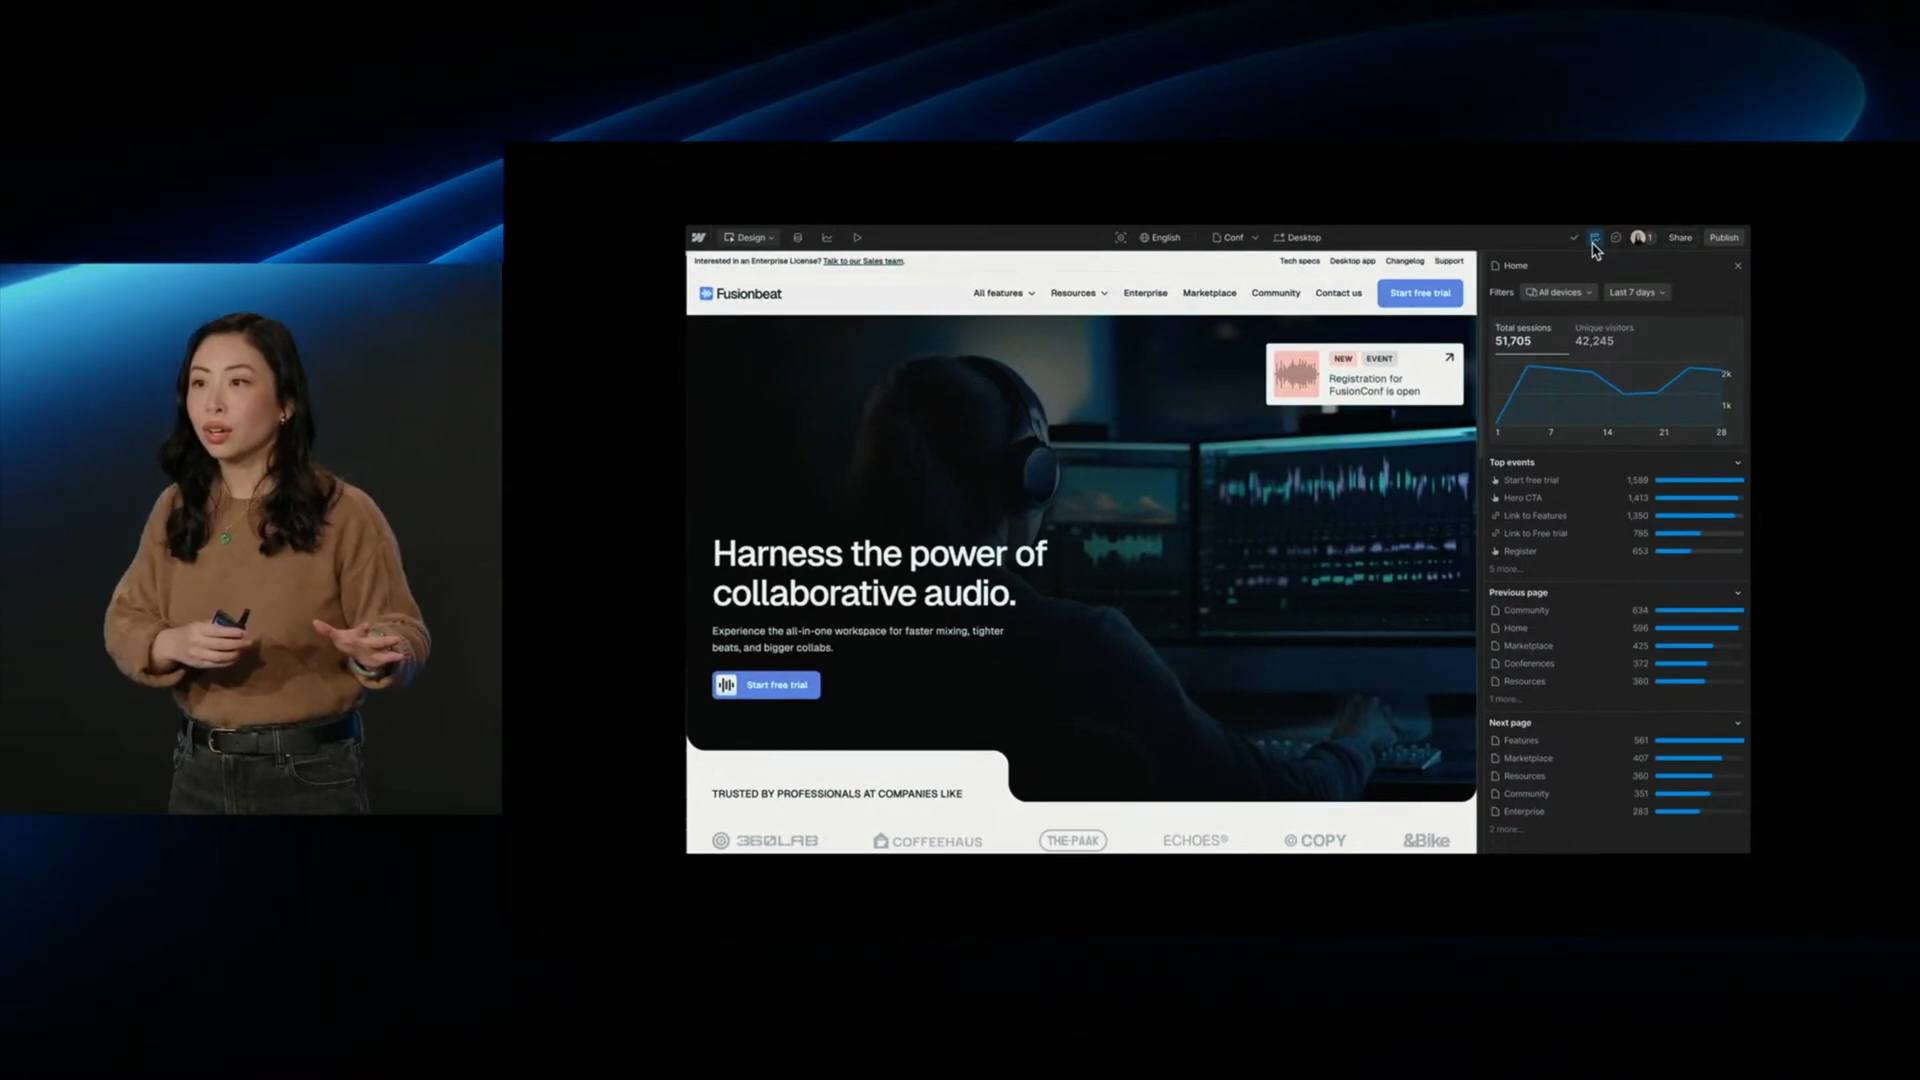 Design
English
Conf
Desktop
1
Share
Publish
Interested in an Enterprise License? Talk to our Sales team.
Tech specs
Desktop app
Changelog
Support
Fusionbeat
All features
Resources
Enterprise
Marketplace
Community
Contact us
Start free trial
NEW
EVENT
Registration for
FusionConf is open
Harness the power of
collaborative audio.
Experience the all-in-one workspace for faster mixing, tighter
beats, and bigger collabs.
Start free trial
TRUSTED BY PROFESSIONALS AT COMPANIES LIKE
360LAB
COFFEEHAUS
THE-PAAK
ECHOES®
© COPY
&Bike
Home
Filters
All devices
Last 7 days
Total sessions
51,705
Unique visitors
42,245
2k
1k
1 7 14 21 28
Top events
Start free trial 1,589
Hero CTA 1,413
Link to Features 1,350
Link to Free trial 785
Register 653
5 more...
Previous page
Community 634
Home 596
Marketplace 425
Conferences 372
Resources 360
1 more...
Next page
Features 561
Marketplace 407
Resources 360
Community 351
Enterprise 283
2 more...